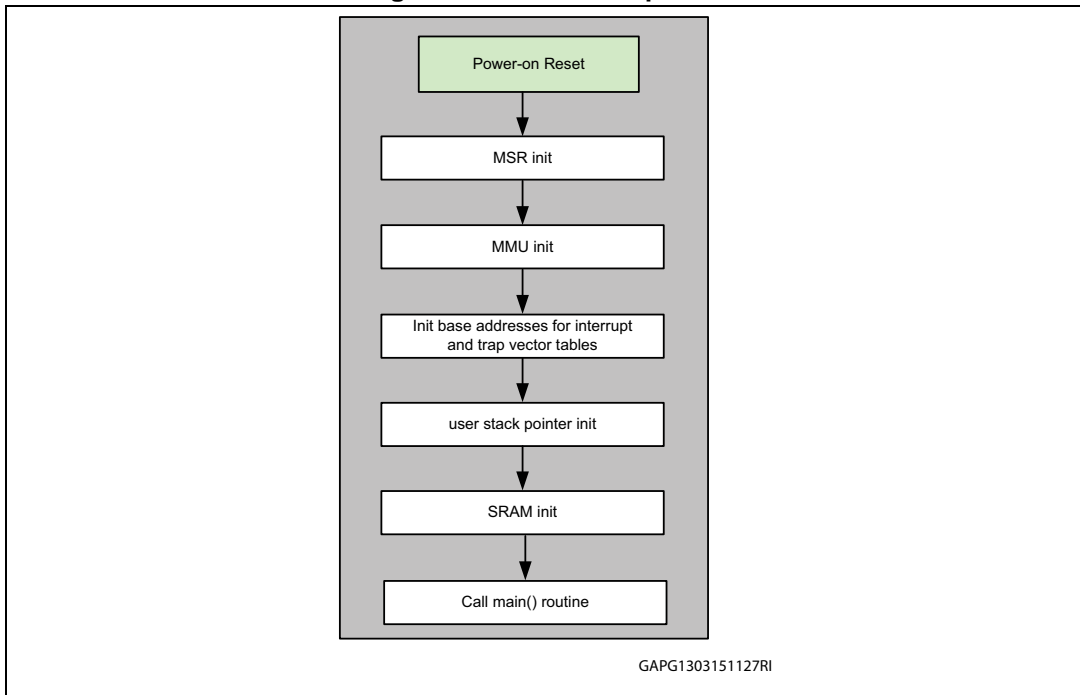 Power-on Reset
MSR init
MMU init
Init base addresses for interrupt
and trap vector tables
user stack pointer init
SRAM init
Call main() routine
GAPG1303151127RI